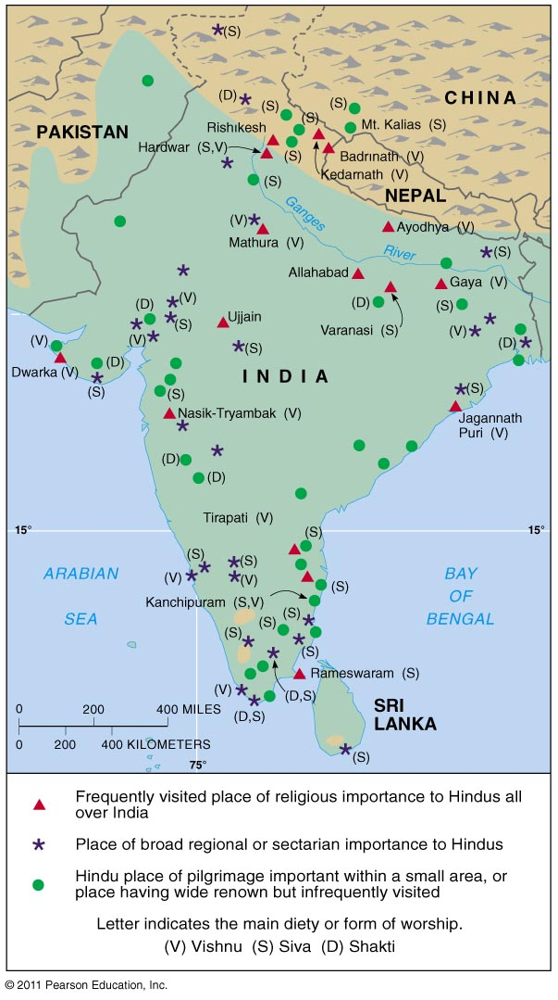 (S)
CHINA
(D)
(S)
(S)
(S)
PAKISTAN
Rishikesh
Mt. Kalias (S)
Hardwar (S,V)
(S)
Badrinath (V)
Kedarnath (V)
(S)
NEPAL
Ganges
(V)
Ayodhya (V)
Mathura (V)
River
(S)
Allahabad
Gaya (V)
(V)
(D)
(D)
(S)
(S)
Ujjain
Varanasi (S)
(V)
(V)
(D)
(V)
(S)
(D)
Dwarka (V)
INDIA
(S)
(S)
(S)
Nasik-Tryambak (V)
Jagannath
Puri (V)
(D)
(D)
Tirapati (V)
15°
15°
(S)
(S)
(S)
ARABIAN
SEA
(V)
(V)
BAY
OF
BENGAL
(S)
Kanchipuram (S,V)
(S)
(S)
(S)
(S)
Rameswaram (S)
(V)
(D,S)
(D,S)
SRI
LANKA
0 200 400 MILES
0 200 400 KILOMETERS
75°
(S)
Frequently visited place of religious importance to Hindus all
over India
Place of broad regional or sectarian importance to Hindus
Hindu place of pilgrimage important within a small area, or
place having wide renown but infrequently visited
Letter indicates the main diety or form of worship.
(V) Vishnu (S) Siva (D) Shakti
© 2011 Pearson Education, Inc.